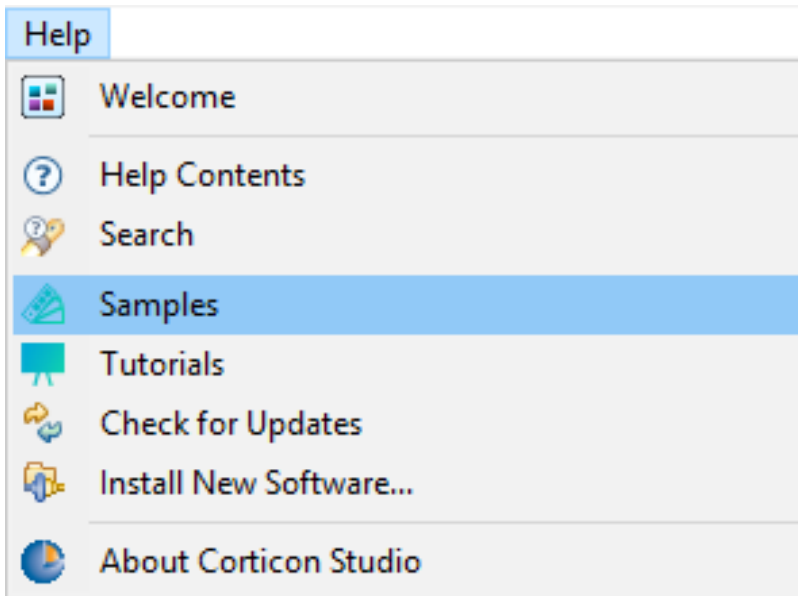 Help
Welcome
Help Contents
Search
Samples
Tutorials
Check for Updates
Install New Software...
About Corticon Studio